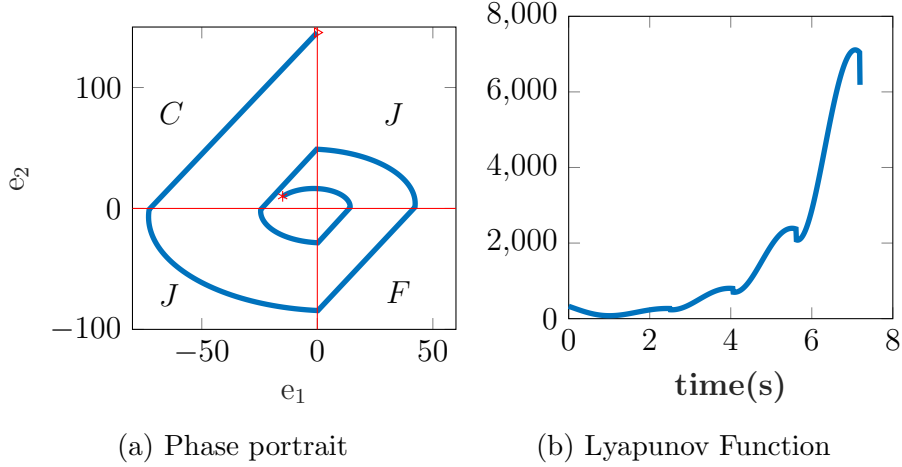 100
0
−100
e₂
C
J
J
F
−50
0
50
e₁
(a) Phase portrait
8,000
6,000
4,000
2,000
0
0
2
4
6
8
time(s)
(b) Lyapunov Function